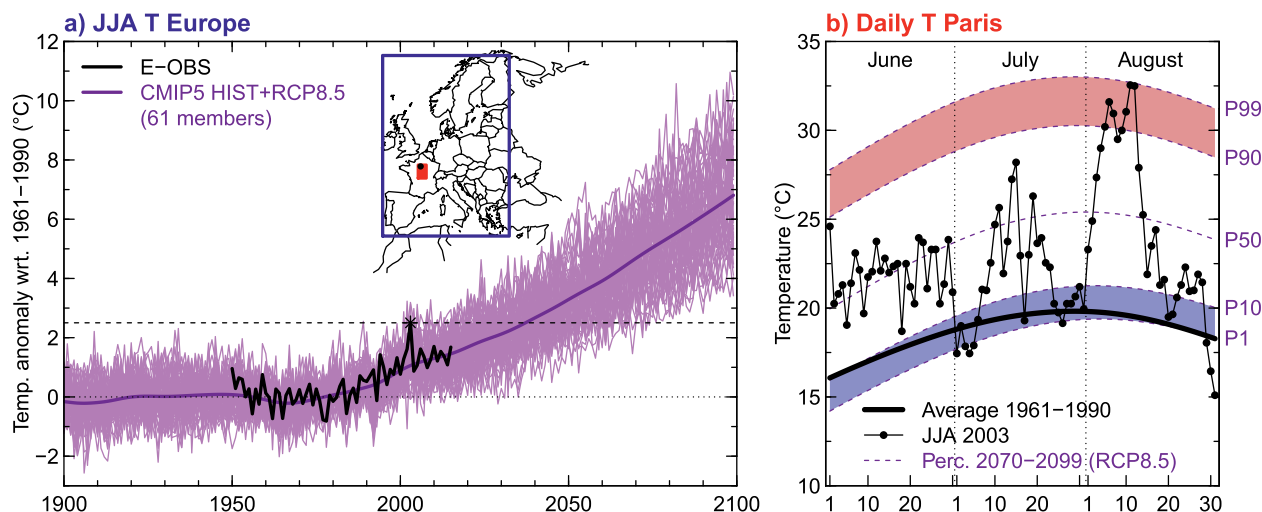 a) JJA T Europe
12
10
8
6
4
2
0
−2
Temp. anomaly wrt. 1961−1990 (°C)
E−OBS
CMIP5 HIST+RCP8.5
(61 members)
1900
1950
2000
2050
2100
b) Daily T Paris
June
July
August
35
30
25
20
15
10
Temperature (°C)
P99
P90
P50
P10
P1
Average 1961−1990
JJA 2003
Perc. 2070−2099 (RCP8.5)
1 10 20 1 10 20 1 10 20 30